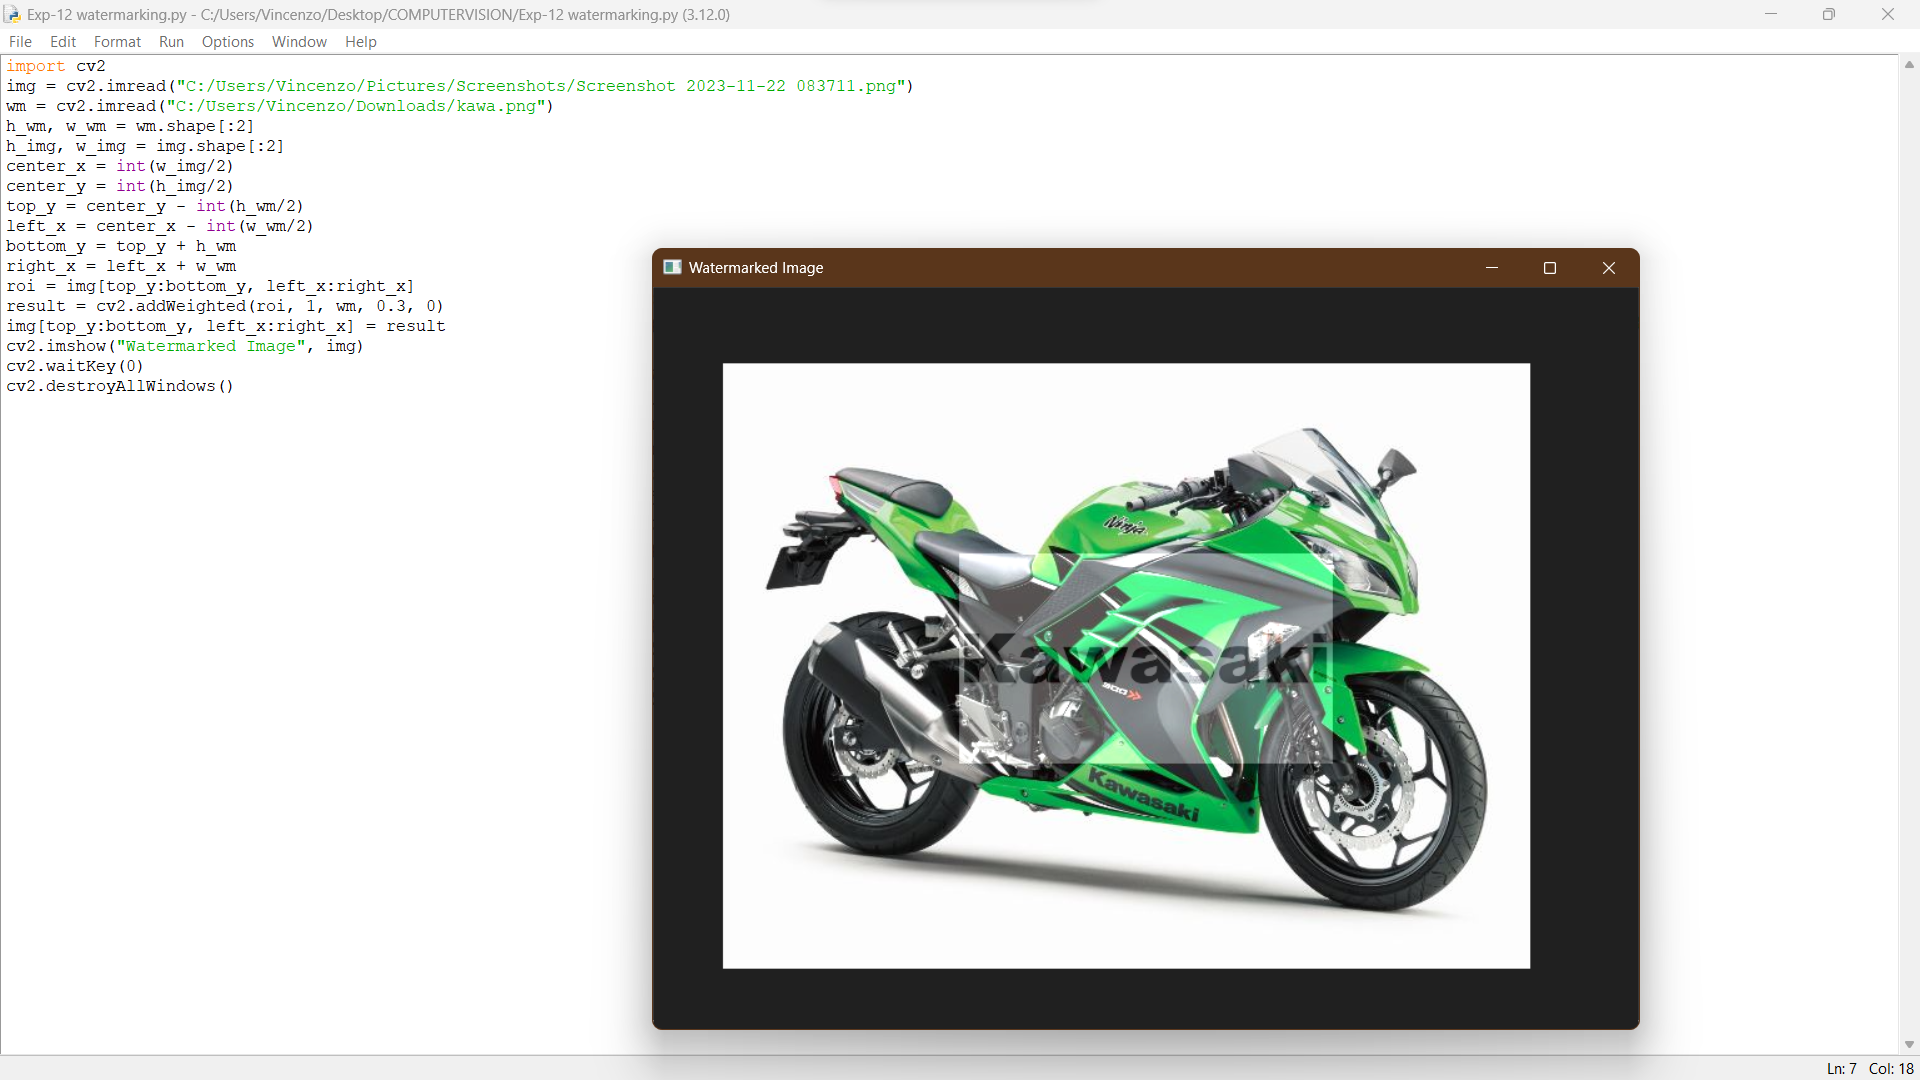 Exp-12 watermarking.py - C:/Users/Vincenzo/Desktop/COMPUTERVISION/Exp-12 watermarking.py (3.12.0)
File Edit Format Run Options Window Help
import cv2
img = cv2.imread("C:/Users/Vincenzo/Pictures/Screenshots/Screenshot 2023-11-22 083711.png")
wm = cv2.imread("C:/Users/Vincenzo/Downloads/kawa.png")
h_wm, w_wm = wm.shape[:2]
h_img, w_img = img.shape[:2]
center_x = int(w_img/2)
center_y = int(h_img/2)
top_y = center_y - int(h_wm/2)
left_x = center_x - int(w_wm/2)
bottom_y = top_y + h_wm
right_x = left_x + w_wm
roi = img[top_y:bottom_y, left_x:right_x]
result = cv2.addWeighted(roi, 1, wm, 0.3, 0)
img[top_y:bottom_y, left_x:right_x] = result
cv2.imshow("Watermarked Image", img)
cv2.waitKey(0)
cv2.destroyAllWindows()
Watermarked Image
Ninja
Kawasaki
300
Kawasaki
Ln: 7 Col: 18